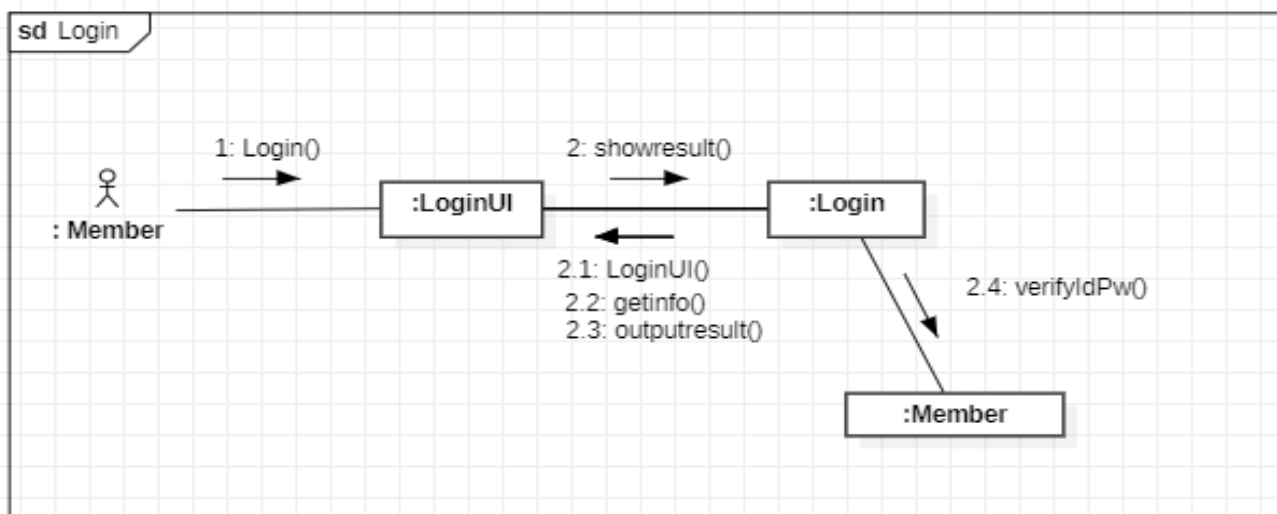 sd Login
1: Login()
2: showresult()
: Member
:LoginUI
:Login
2.1: LoginUI()
2.2: getinfo()
2.3: outputresult()
2.4: verifyIdPw()
:Member